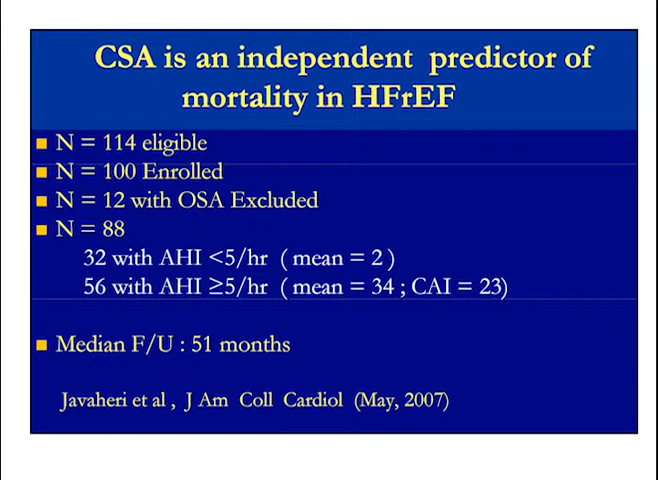 CSA is an independent predictor of
mortality in HFrEF
N = 114 eligible
N = 100 Enrolled
N = 12 with OSA Excluded
N = 88
32 with AHI <5/hr ( mean = 2 )
56 with AHI ≥5/hr ( mean = 34 ; CAI = 23)
Median F/U : 51 months
Javaheri et al , J Am Coll Cardiol (May, 2007)